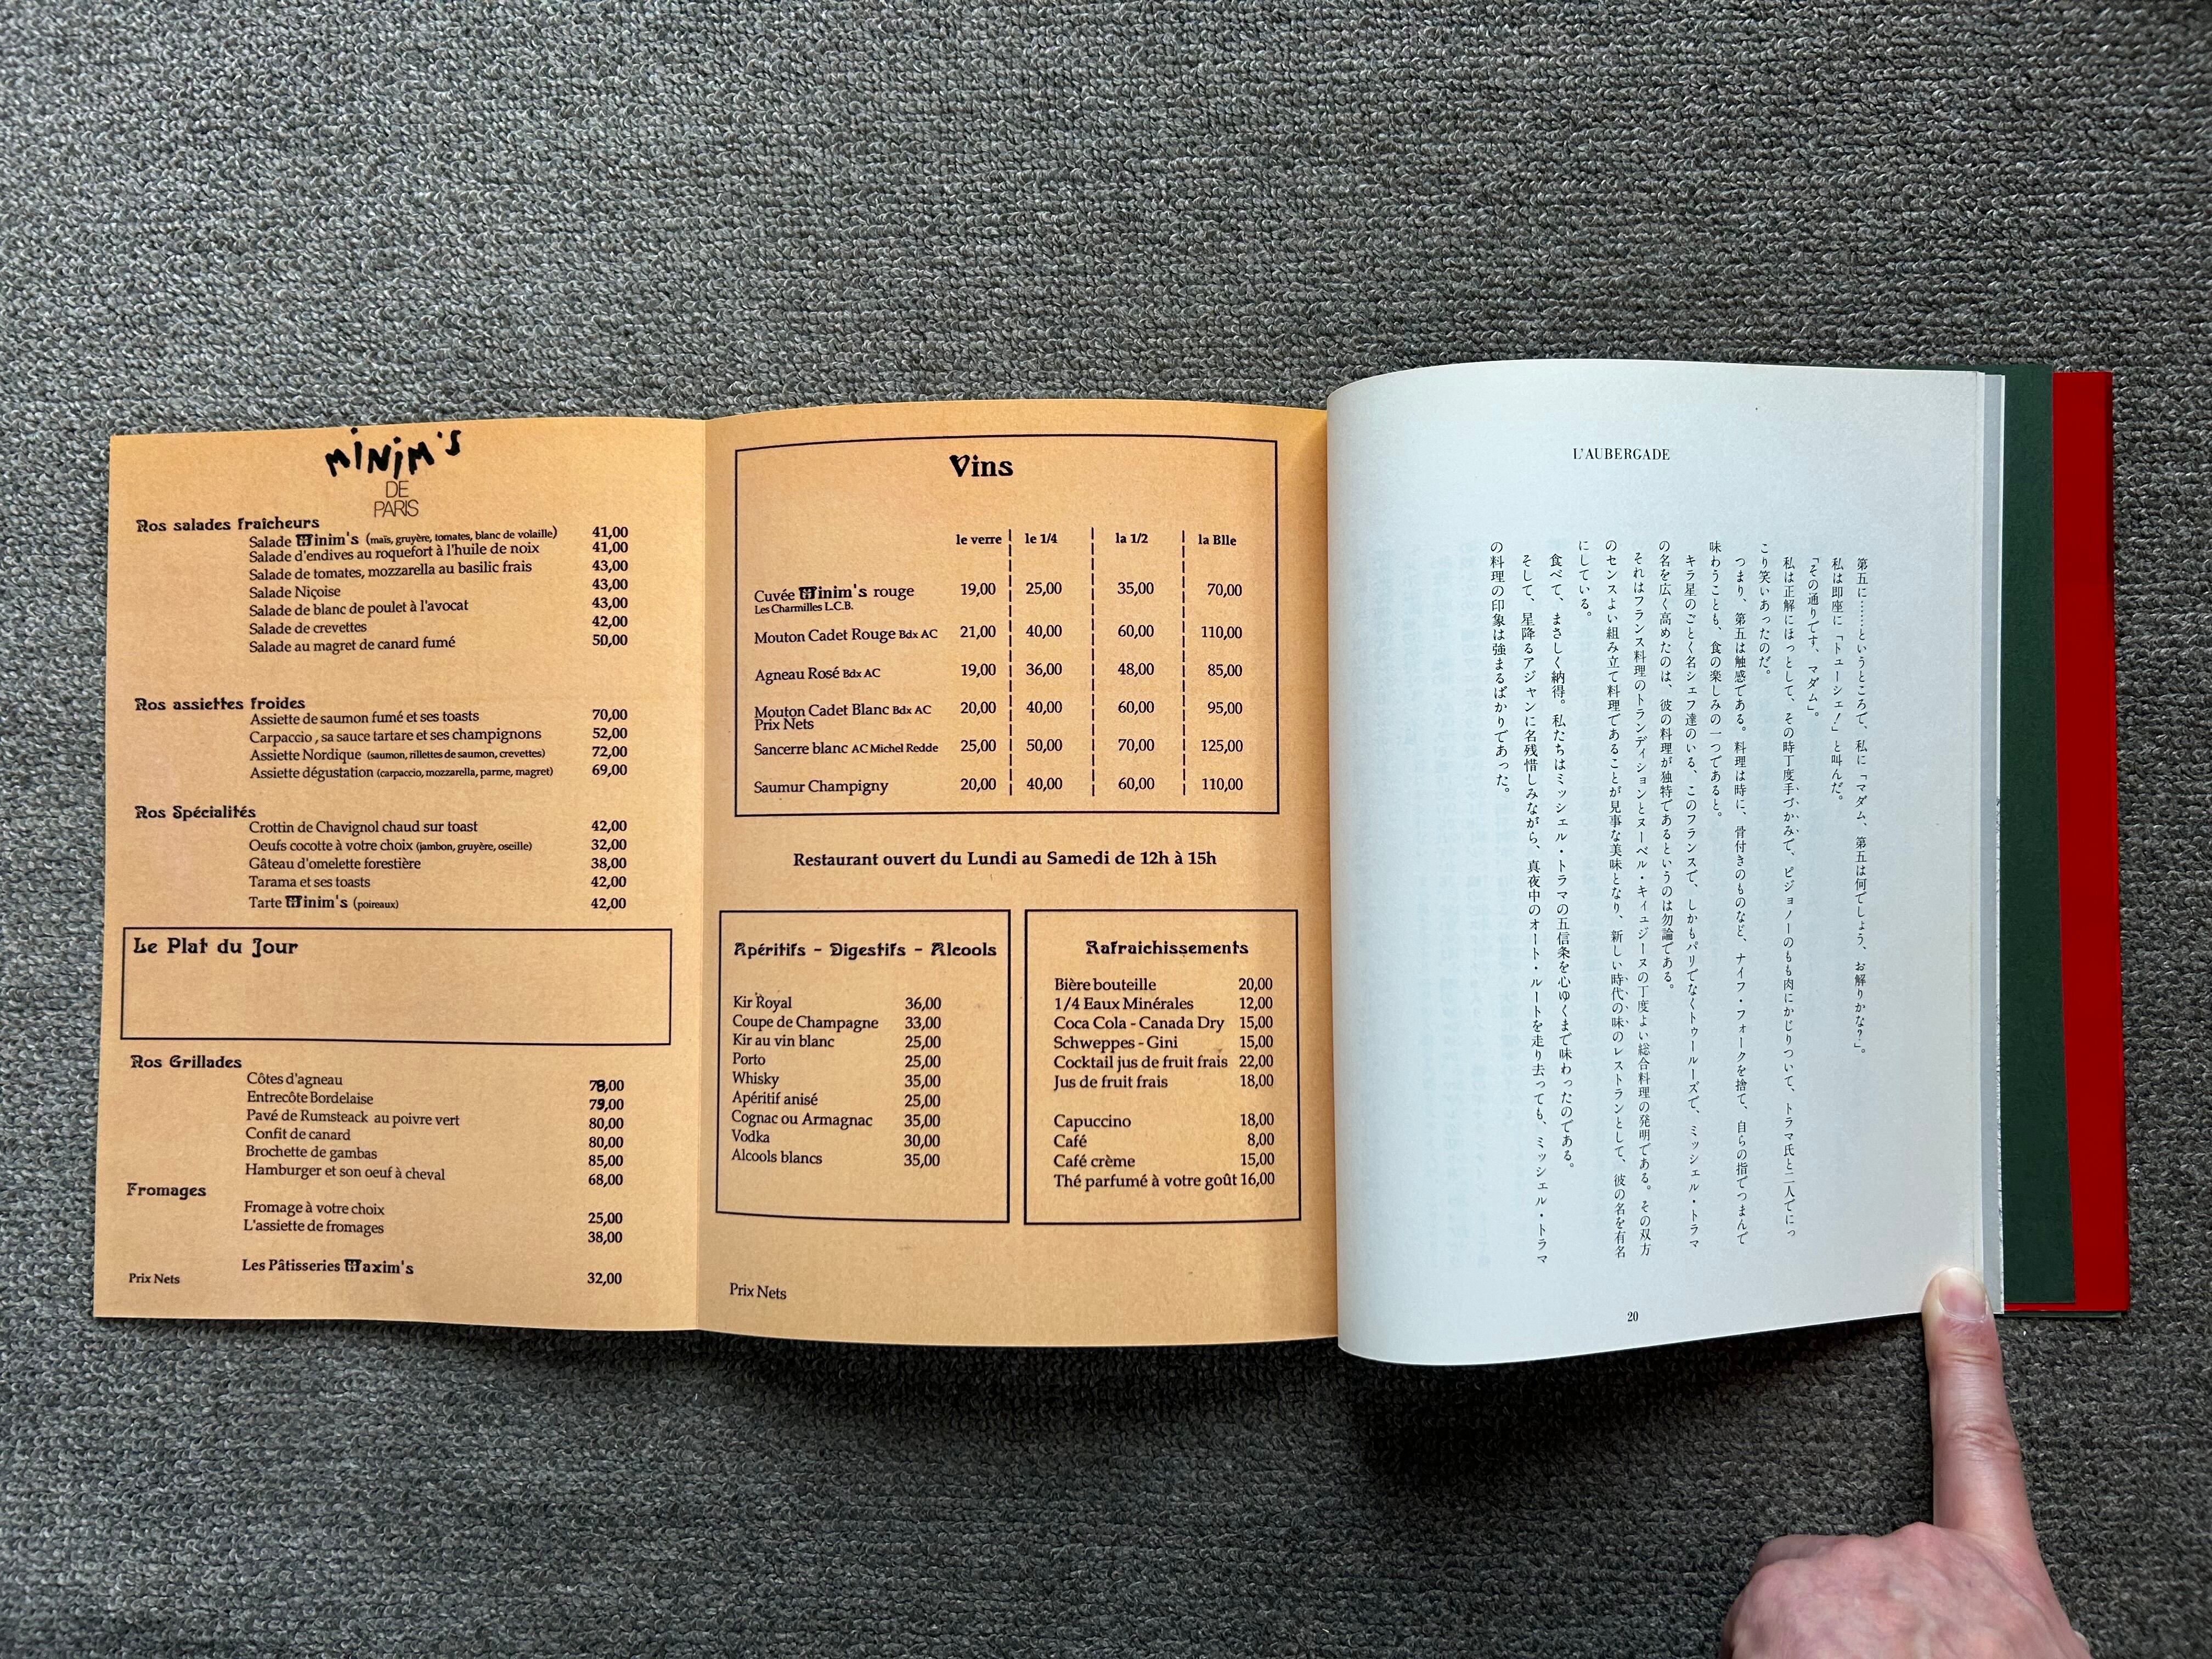 MINIM'S
DE
PARIS
Nos salades fraîcheurs
Salade Minim's (maïs, gruyère, tomates, blanc de volaille) 41,00
Salade d'endives au roquefort à l'huile de noix 41,00
Salade de tomates, mozzarella au basilic frais 43,00
Salade Niçoise 43,00
Salade de blanc de poulet à l'avocat 43,00
Salade de crevettes 42,00
Salade au magret de canard fumé 50,00
Nos assiettes froides
Assiette de saumon fumé et ses toasts 70,00
Carpaccio , sa sauce tartare et ses champignons 52,00
Assiette Nordique (saumon, rillettes de saumon, crevettes) 72,00
Assiette dégustation (carpaccio, mozzarella, parme, magret) 69,00
Nos Spécialités
Crottin de Chavignol chaud sur toast 42,00
Oeufs cocotte à votre choix (jambon, gruyère, oseille) 32,00
Gâteau d'omelette forestière 38,00
Tarama et ses toasts 42,00
Tarte Minim's (poireaux) 42,00
Le Plat du Jour
Nos Grillades
Côtes d'agneau
Entrecôte Bordelaise
Pavé de Rumsteack au poivre vert 80,00
Confit de canard 80,00
Brochette de gambas 85,00
Hamburger et son oeuf à cheval 68,00
Fromages
Fromage à votre choix 25,00
L'assiette de fromages 38,00
Les Pâtisseries Maxim's 32,00
Prix Nets
Vins
le verre le 1/4 la 1/2 la Blle
Cuvée Minim's rouge 19,00 25,00 35,00 70,00
Les Charmilles L.C.B.
Mouton Cadet Rouge Bdx AC 21,00 40,00 60,00 110,00
Agneau Rosé Bdx AC 19,00 36,00 48,00 85,00
Mouton Cadet Blanc Bdx AC 20,00 40,00 60,00 95,00
Prix Nets
Sancerre blanc AC Michel Redde 25,00 50,00 70,00 125,00
Saumur Champigny 20,00 40,00 60,00 110,00
Restaurant ouvert du Lundi au Samedi de 12h à 15h
Apéritifs - Digestifs - Alcools
Kir Royal 36,00
Coupe de Champagne 33,00
Kir au vin blanc 25,00
Porto 25,00
Whisky 35,00
Apéritif anisé 25,00
Cognac ou Armagnac 35,00
Vodka 30,00
Alcools blancs 35,00
Rafraichissements
Bière bouteille 20,00
1/4 Eaux Minérales 12,00
Coca Cola - Canada Dry 15,00
Schweppes - Gini 15,00
Cocktail jus de fruit frais 22,00
Jus de fruit frais 18,00
Capuccino 18,00
Café 8,00
Café crème 15,00
Thé parfumé à votre goût 16,00
Prix Nets
L'AUBERGADE
第五に……というところで、私に「マダム、第五は何でしょう、お解りかな?」。
私は即座に「トゥーシェ!」と叫んだ。
「その通りです、マダム」。
私は正解にほっとして、その時丁度手づかみで、ピジョノーのもも肉にかじりついて、トラマ氏と二人でにっ
こり笑いあったのだ。
つまり、第五は触感である。料理は時に、骨付きのものなど、ナイフ・フォークを捨て、自らの指でつまんで
味わうことも、食の楽しみの一つであると。
キラ星のごとく名シェフ達のいる、このフランスで、しかもパリでなくトゥールーズで、ミッシェル・トラマ
の名を広く高めたのは、彼の料理が独特であるというのは勿論である。
それはフランス料理のトランディションとヌーベル・キィュジーヌの丁度よい総合料理の発明である。その双方
のセンスよい組み立て料理であることが見事な美味となり、新しい時代の味のレストランとして、彼の名を有名
にしている。
食べて、まさしく納得。私たちはミッシェル・トラマの五信条を心ゆくまで味わったのである。
そして、星降るアジャンに名残惜しみながら、真夜中のオート・ルートを走り去っても、ミッシェル・トラマ
の料理の印象は強まるばかりであった。
20